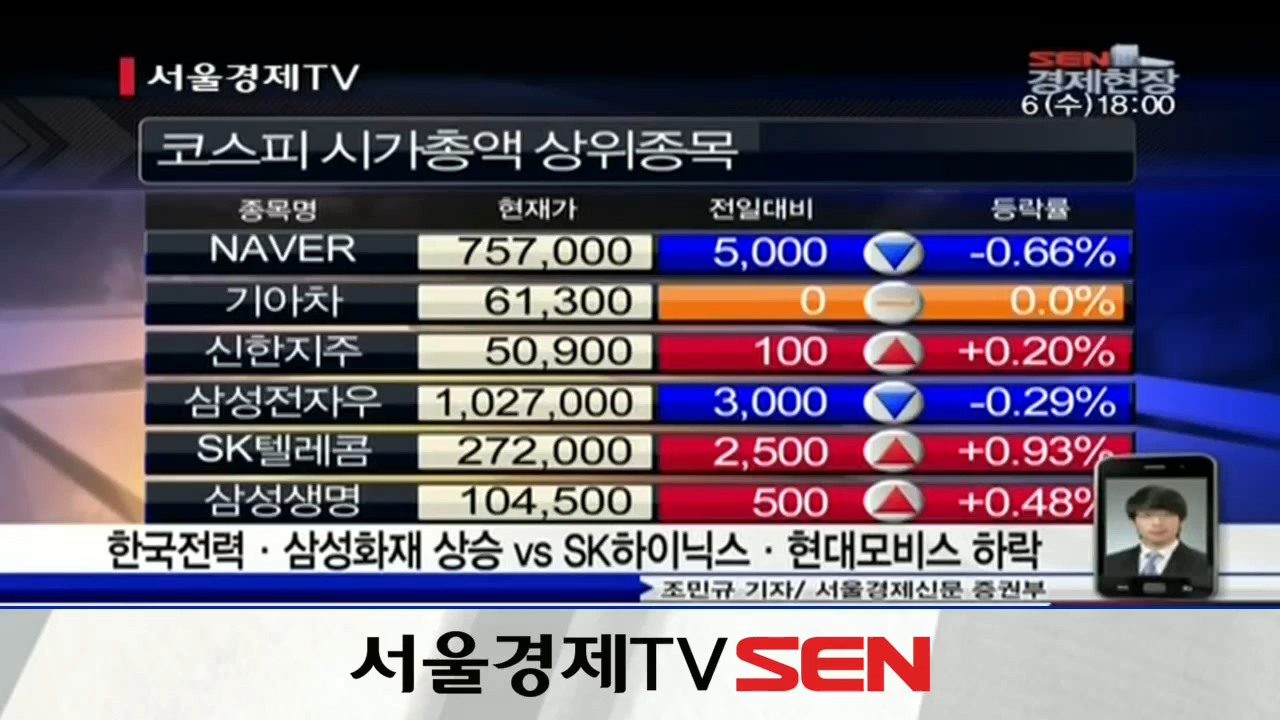 서울경제TV
SEN
경제현장
6(수)18:00
코스피 시가총액 상위종목
종목명 현재가 전일대비 등락률
NAVER 757,000 5,000 -0.66%
기아차 61,300 0 0.0%
신한지주 50,900 100 +0.20%
삼성전자우 1,027,000 3,000 -0.29%
SK텔레콤 272,000 2,500 +0.93%
삼성생명 104,500 500 +0.48%
한국전력 · 삼성화재 상승 vs SK하이닉스 · 현대모비스 하락
조민규 기자/ 서울경제신문 증권부
서울경제TV SEN